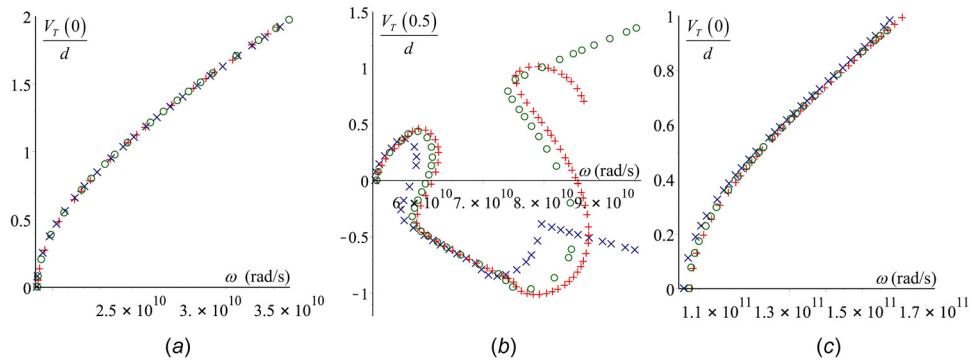 2
V_T (0)
d
1.5
1
0.5
0
ω (rad/s)
2.5 × 10^10
3. × 10^10
3.5 × 10^10
(a)
1.5
V_T (0.5)
d
1
0.5
0
ω (rad/s)
6 × 10^10
7. × 10^10
8. × 10^10
9. × 10^10
−0.5
−1
(b)
1
V_T (0)
d
0.8
0.6
0.4
0.2
0
ω (rad/s)
1.1 × 10^11
1.3 × 10^11
1.5 × 10^11
1.7 × 10^11
(c)